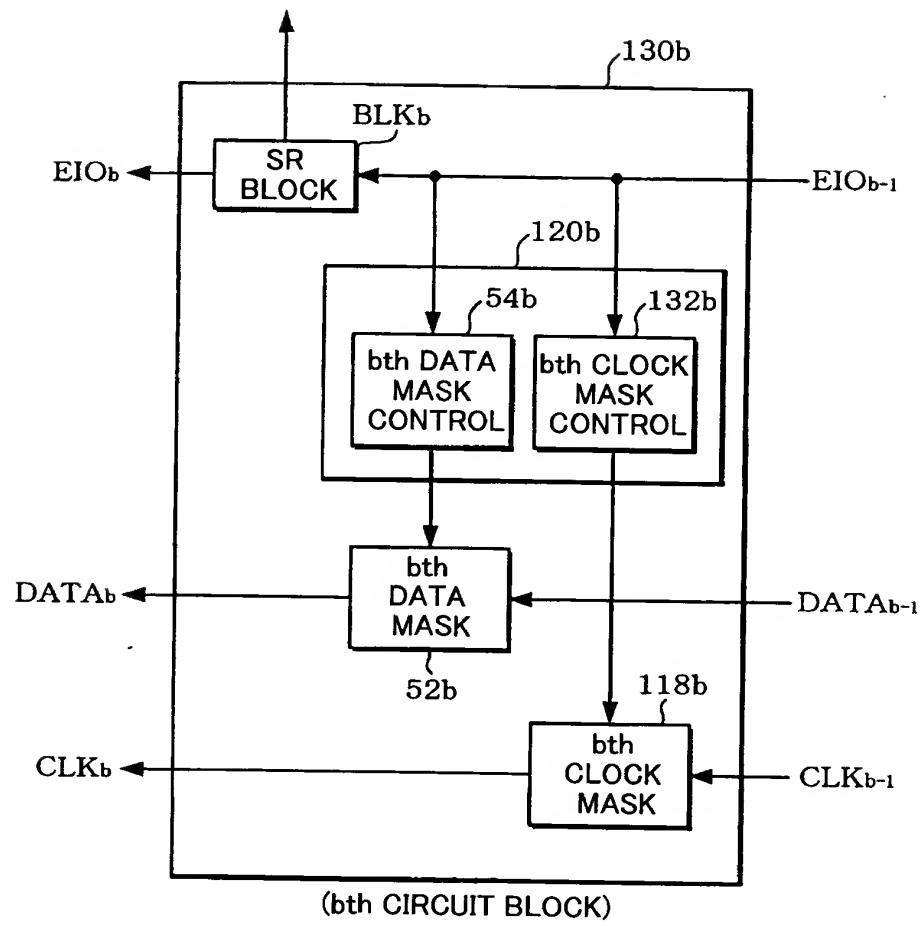 130b
BLKb
SR
BLOCK
EIOb
EIOb-1
120b
54b
132b
bth DATA
MASK
CONTROL
bth CLOCK
MASK
CONTROL
bth
DATA
MASK
DATAb
DATAb-1
52b
118b
bth
CLOCK
MASK
CLKb
CLKb-1
(bth CIRCUIT BLOCK)